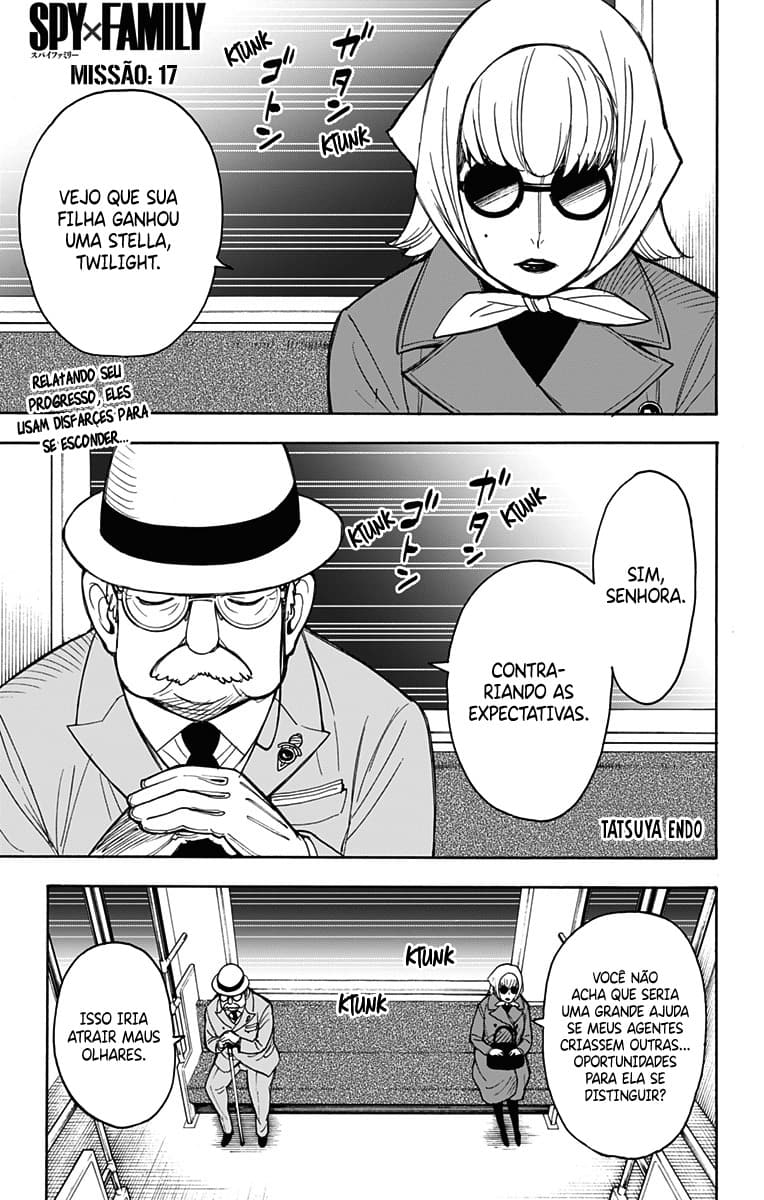 SPY×FAMILY
スパイファミリー
MISSÃO: 17
KTUNK
ガタン
ゴトン
KTUNK
VEJO QUE SUA
FILHA GANHOU
UMA STELLA,
TWILIGHT.
RELATANDO SEU
PROGRESSO, ELES
USAM DISFARÇES PARA
SE ESCONDER...
ガタン
KTUNK
ゴトン
KTUNK
SIM,
SENHORA.
CONTRA-
RIANDO AS
EXPECTATIVAS.
TATSUYA ENDO
KTUNK
KTUNK
VOCÊ NÃO
ACHA QUE SERIA
UMA GRANDE AJUDA
SE MEUS AGENTES
CRIASSEM OUTRAS...
OPORTUNIDADES
PARA ELA SE
DISTINGUIR?
ISSO IRIA
ATRAIR MAUS
OLHARES.